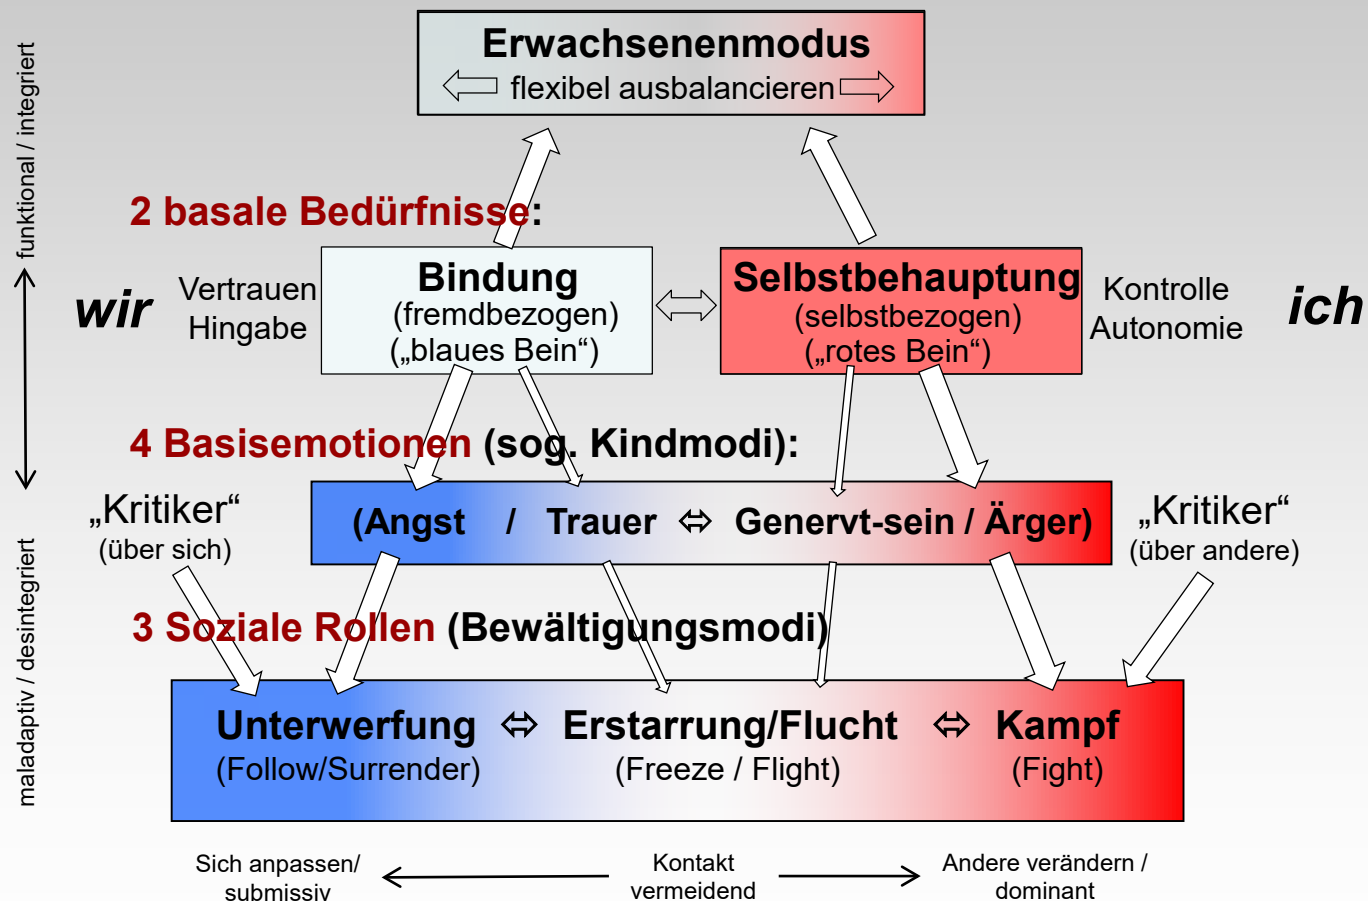 Erwachsenenmodus
flexibel ausbalancieren
funktional / integriert
2 basale Bedürfnisse:
wir
Vertrauen
Hingabe
Bindung
(fremdbezogen)
(„blaues Bein“)
Selbstbehauptung
(selbstbezogen)
(„rotes Bein“)
Kontrolle
Autonomie
ich
4 Basisemotionen (sog. Kindmodi):
„Kritiker“
(über sich)
(Angst / Trauer ⇔ Genervt-sein / Ärger)
„Kritiker“
(über andere)
maladaptiv / desintegriert
3 Soziale Rollen (Bewältigungsmodi)
Unterwerfung ⇔ Erstarrung/Flucht ⇔ Kampf
(Follow/Surrender) (Freeze / Flight) (Fight)
Sich anpassen/
submissiv
Kontakt
vermeidend
Andere verändern /
dominant